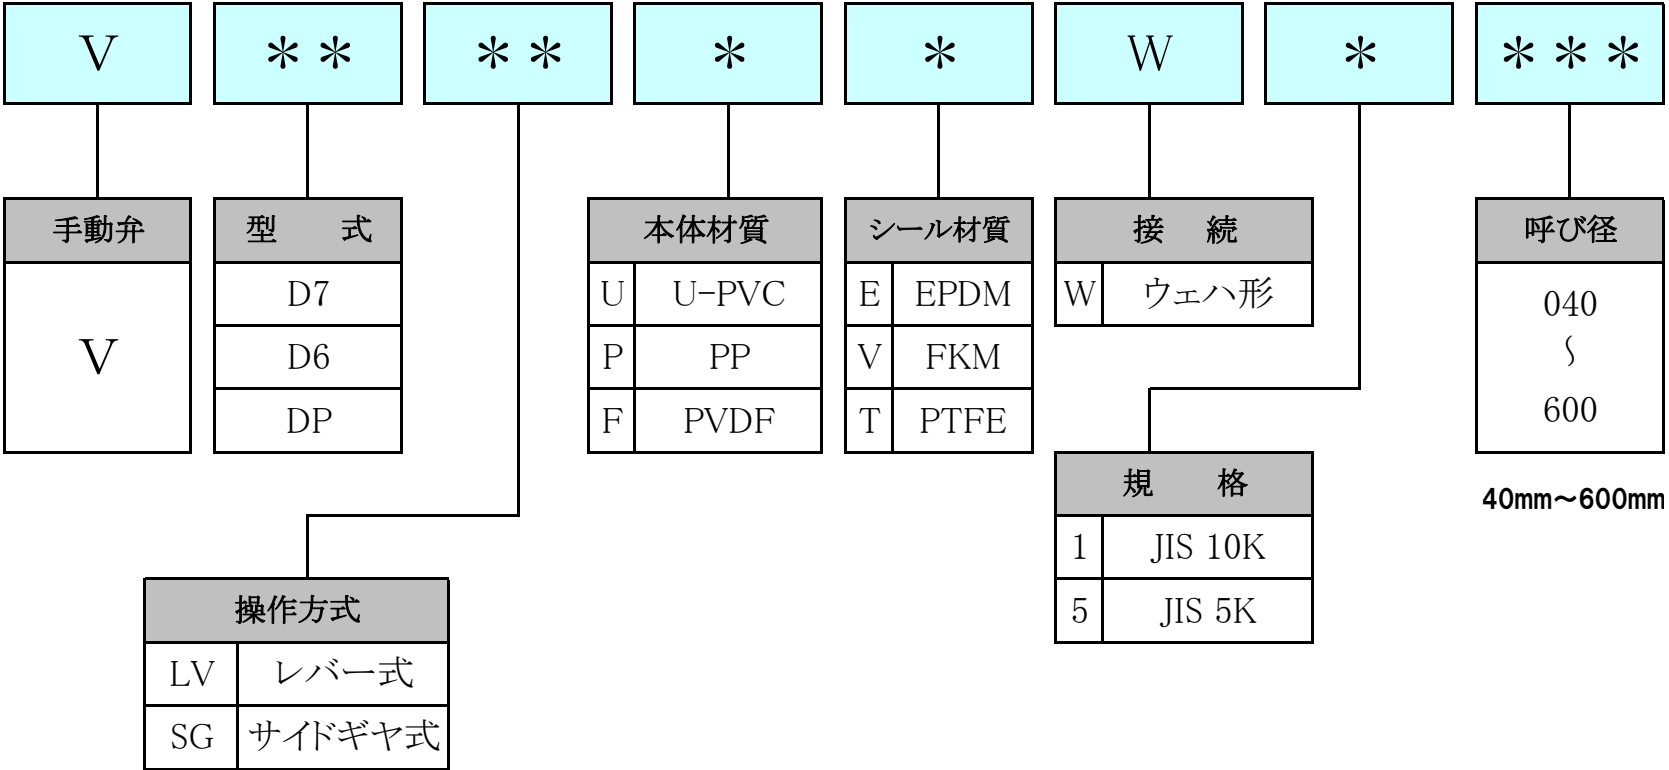 V ** ** * * W * ***
手動弁
V
型 式
D7
D6
DP
操作方式
LV レバー式
SG サイドギヤ式
本体材質
U U-PVC
P PP
F PVDF
シール材質
E EPDM
V FKM
T PTFE
接 続
W ウェハ形
規 格
1 JIS 10K
5 JIS 5K
呼び径
040
～
600
40mm～600mm